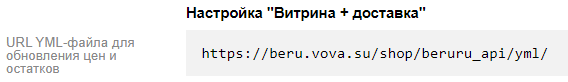 Настройка "Витрина + доставка"
URL YML-файла для
обновления цен и
остатков
https://beru.vova.su/shop/beruru_api/yml/